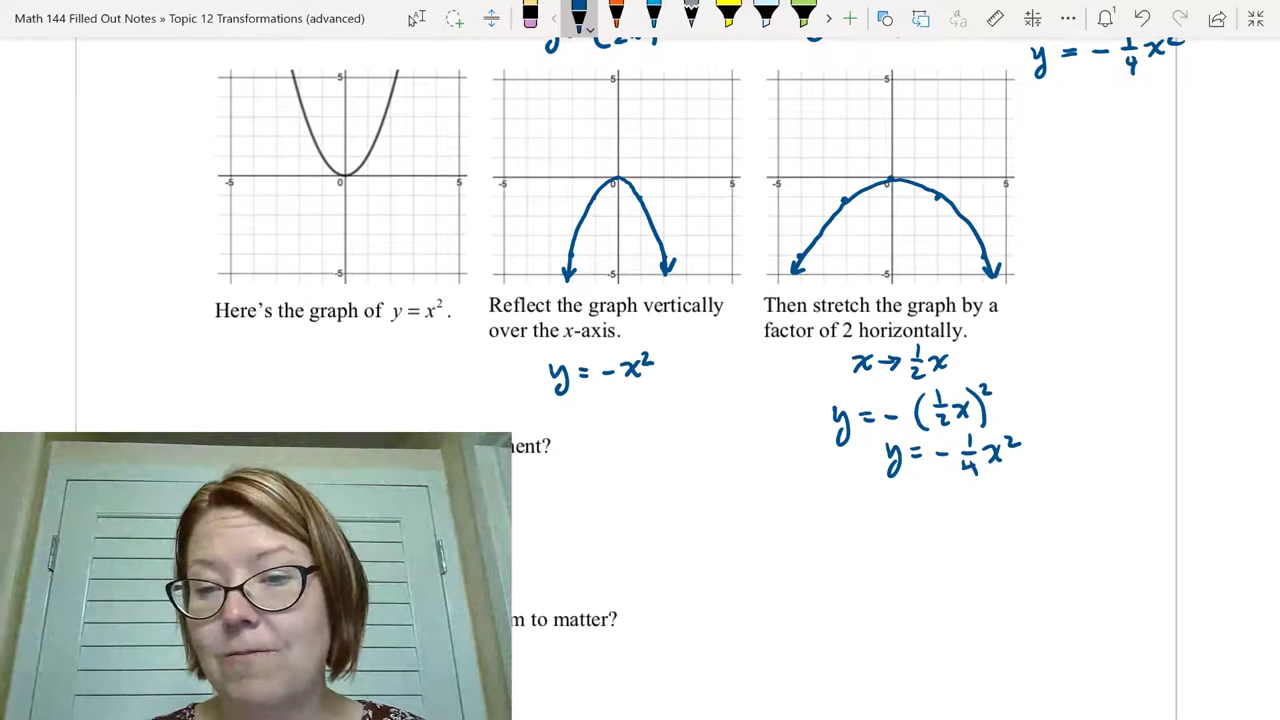 Math 144 Filled Out Notes » Topic 12 Transformations (advanced)
y = - 1/4 x²
5
-5
0
5
-5
5
-5
0
5
-5
5
-5
0
5
-5
Here's the graph of y = x².
Reflect the graph vertically
over the x-axis.
y = -x²
Then stretch the graph by a
factor of 2 horizontally.
x → 1/2 x
y = - (1/2 x)²
y = - 1/4 x²
ent?
m to matter?